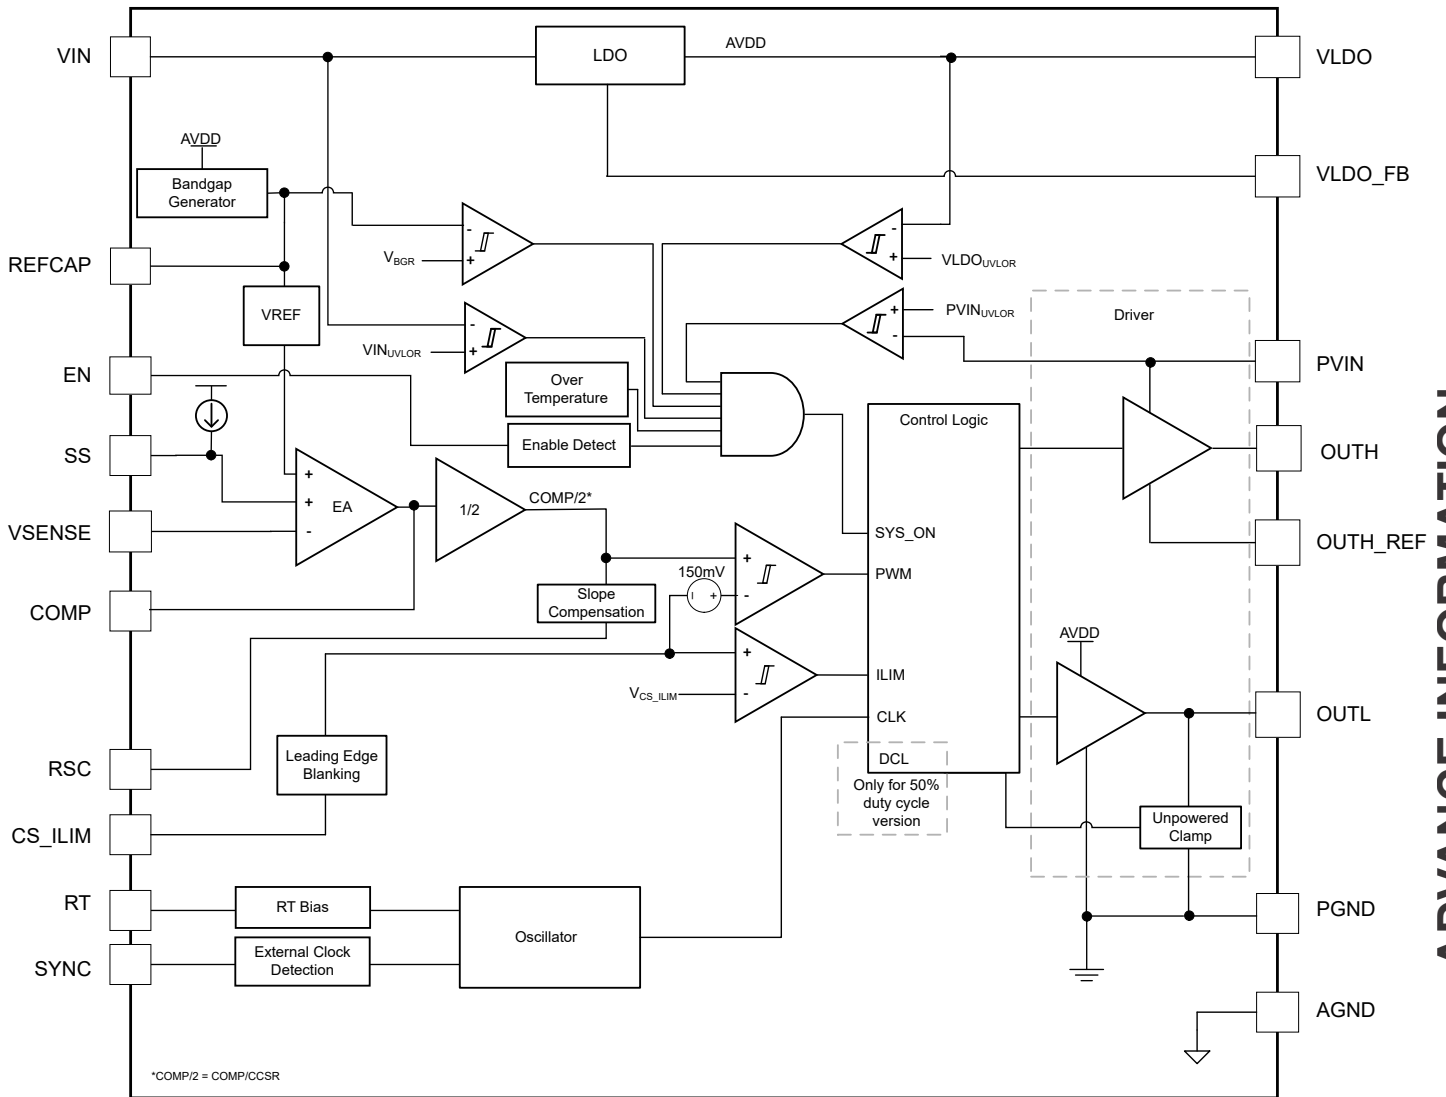 VIN
LDO
AVDD
VLDO
AVDD
Bandgap
Generator
VLDO_FB
REFCAP
-
VBGR
+
-
+
VLDOUVLOR
VREF
-
VINUVLOR
+
+
-
PVINUVLOR
Driver
EN
Over
Temperature
PVIN
Enable Detect
Control Logic
SS
+
+
-
EA
1/2
COMP/2*
OUTH
VSENSE
SYS_ON
OUTH_REF
COMP
Slope
Compensation
150mV
+
-
PWM
+
-
VCS_ILIM
ILIM
AVDD
CLK
OUTL
RSC
Leading Edge
Blanking
DCL
Only for 50%
duty cycle
version
Unpowered
Clamp
CS_ILIM
RT
RT Bias
Oscillator
PGND
SYNC
External Clock
Detection
AGND
*COMP/2 = COMP/CCSR